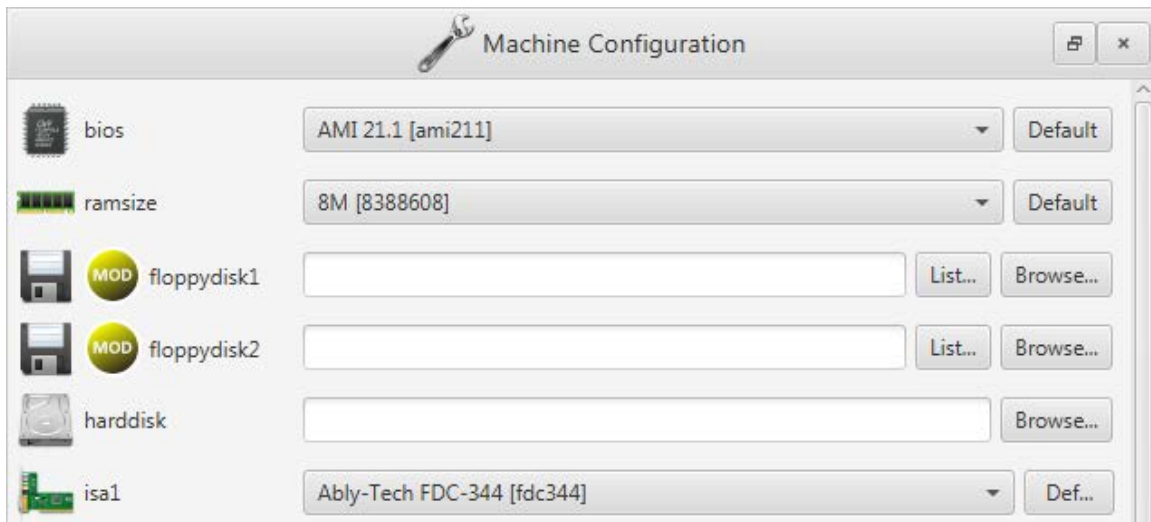 Machine Configuration
bios AMI 21.1 [ami211] Default
ramsize 8M [8388608] Default
MOD floppydisk1 List... Browse...
MOD floppydisk2 List... Browse...
harddisk Browse...
isa1 Ably-Tech FDC-344 [fdc344] Def...